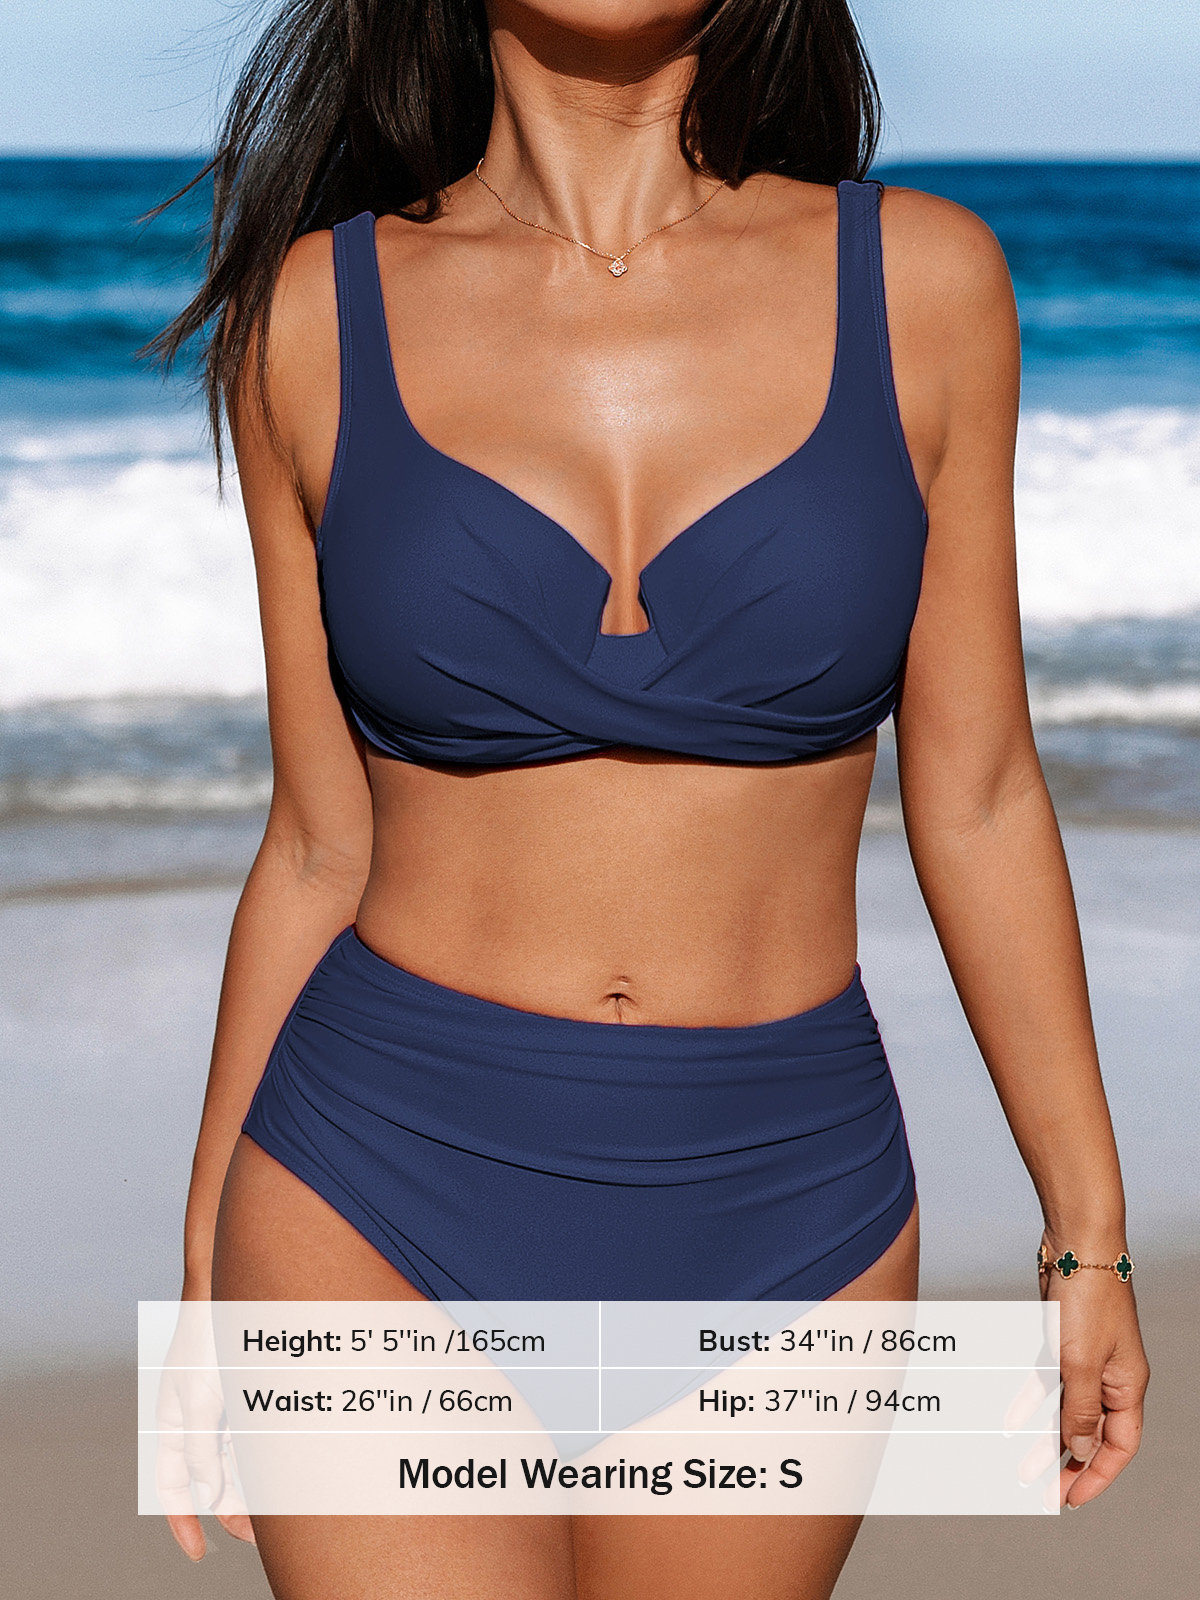 Height: 5' 5''in /165cm
Bust: 34''in / 86cm
Waist: 26''in / 66cm
Hip: 37''in / 94cm
Model Wearing Size: S